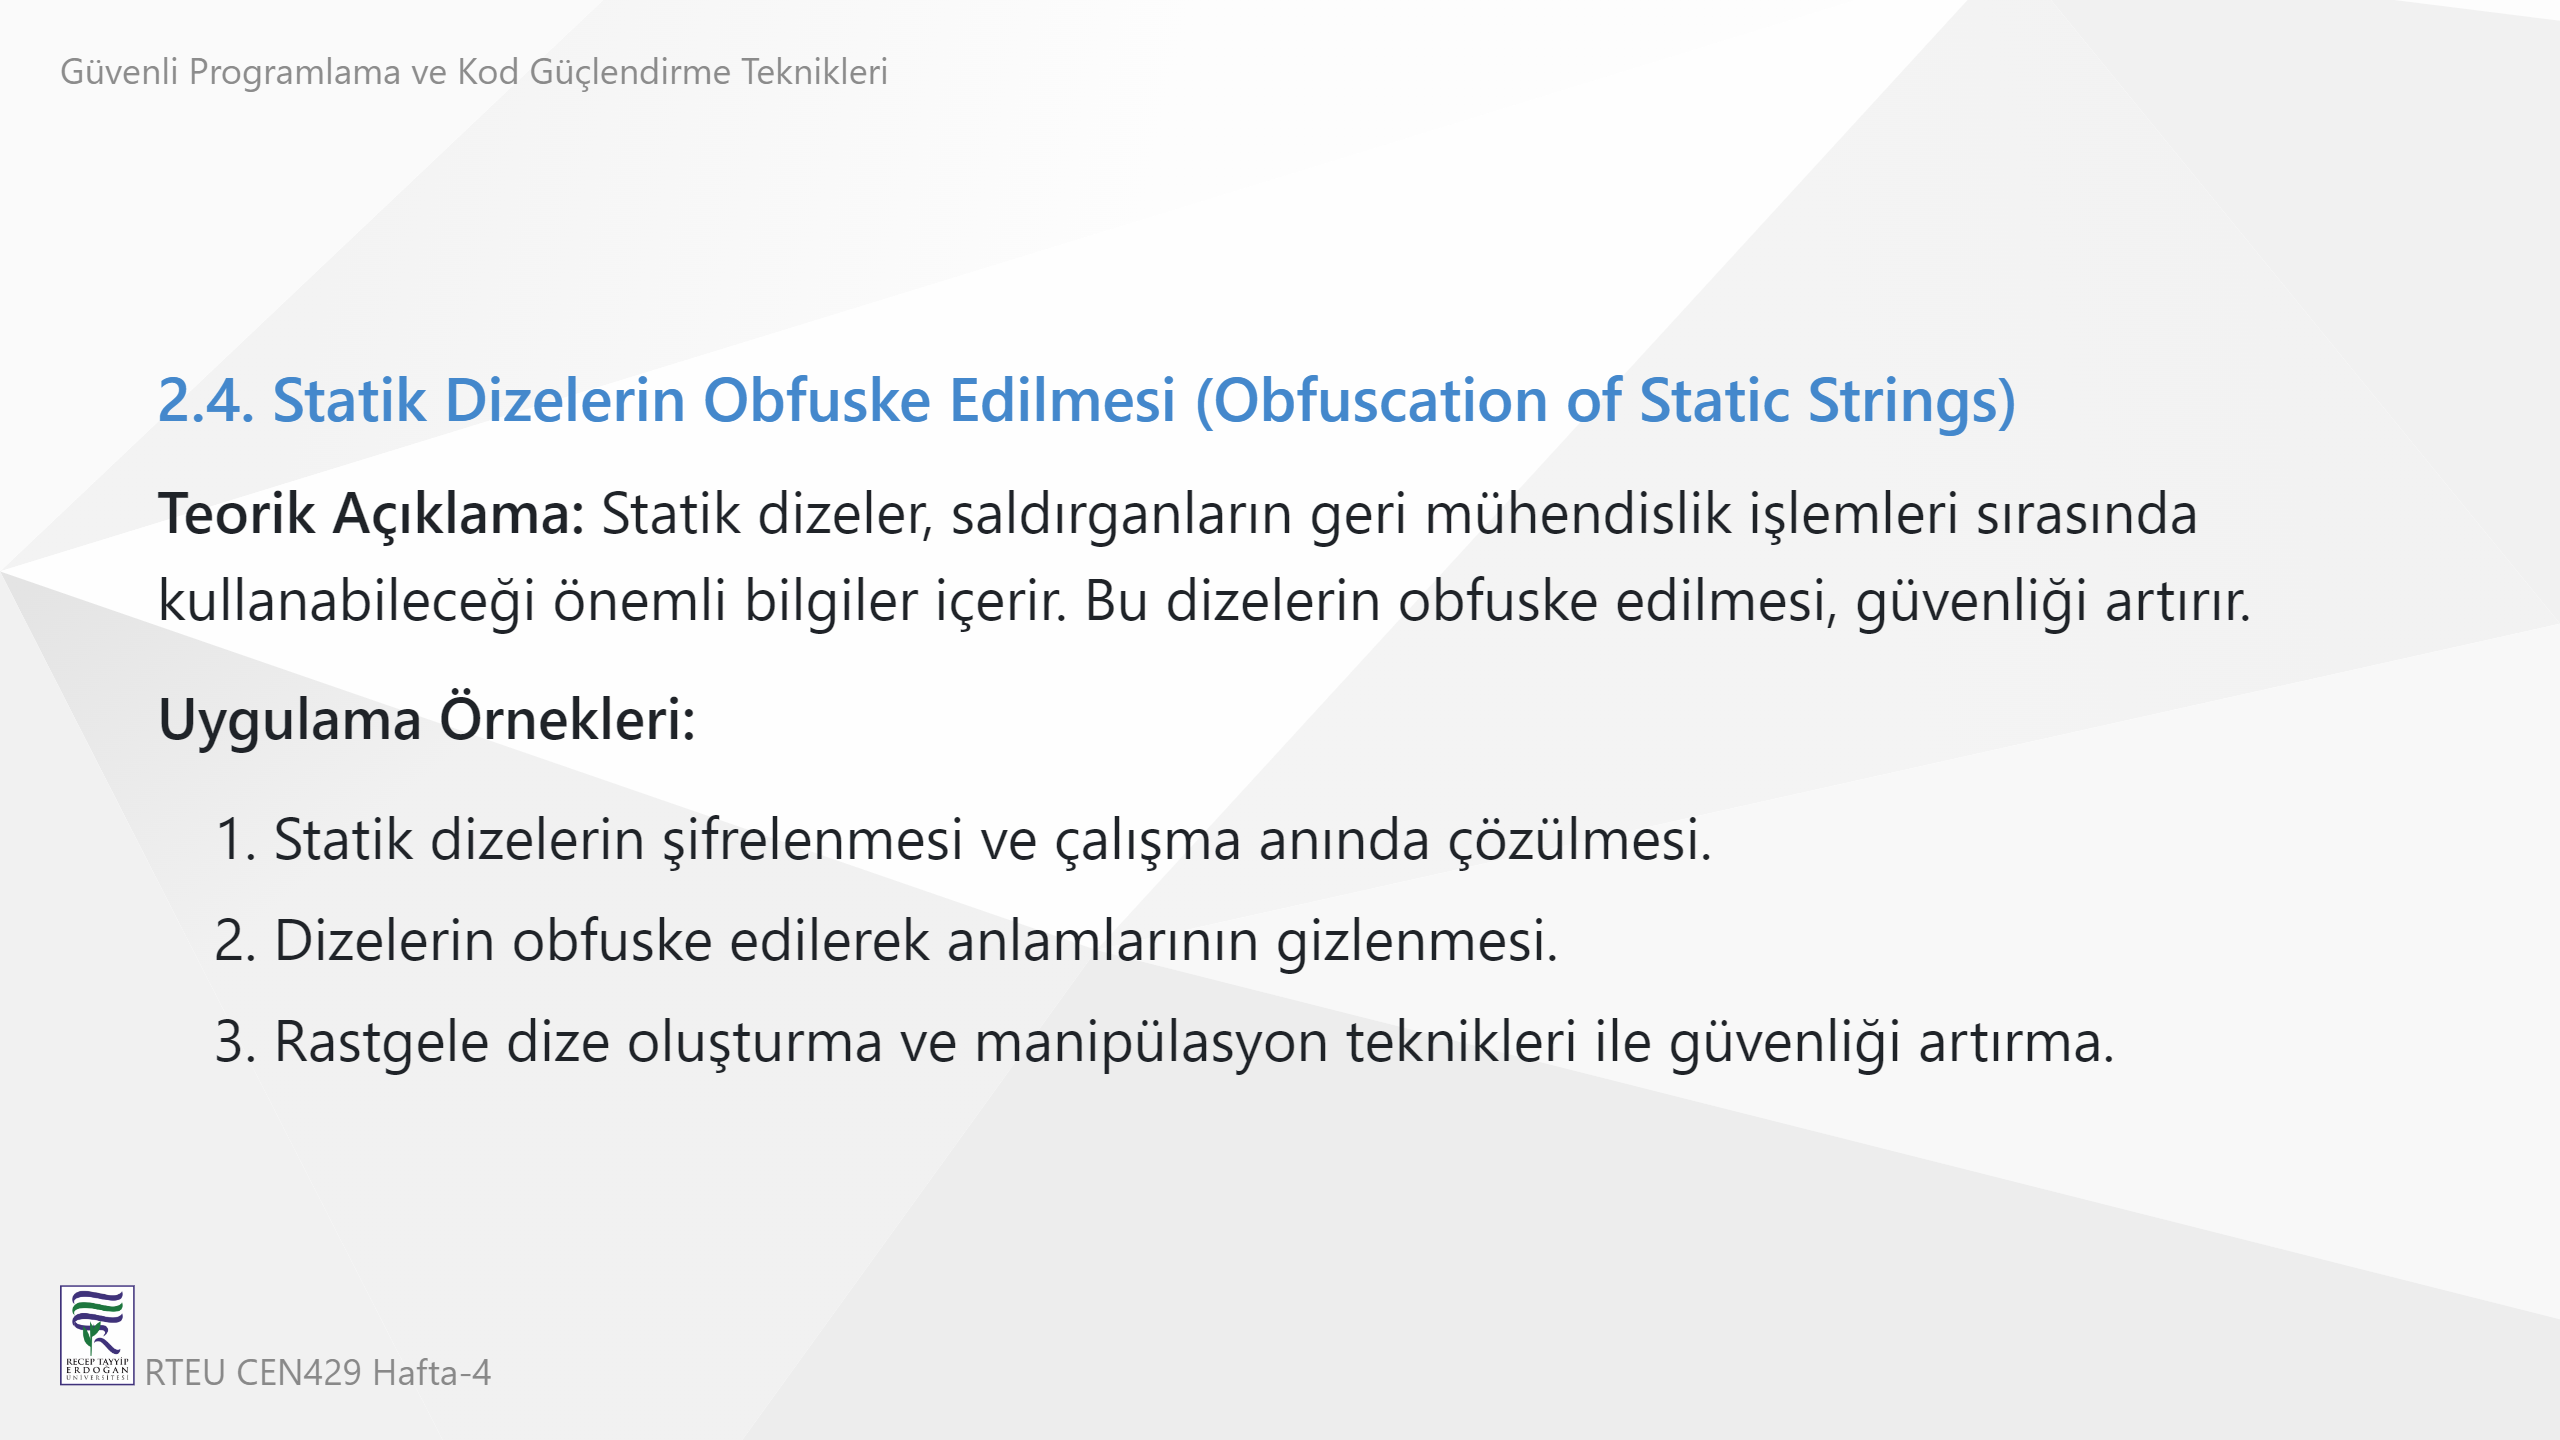 Güvenli Programlama ve Kod Güçlendirme Teknikleri
2.4. Statik Dizelerin Obfuske Edilmesi (Obfuscation of Static Strings)
Teorik Açıklama: Statik dizeler, saldırganların geri mühendislik işlemleri sırasında
kullanabileceği önemli bilgiler içerir. Bu dizelerin obfuske edilmesi, güvenliği artırır.
Uygulama Örnekleri:
1. Statik dizelerin şifrelenmesi ve çalışma anında çözülmesi.
2. Dizelerin obfuske edilerek anlamlarının gizlenmesi.
3. Rastgele dize oluşturma ve manipülasyon teknikleri ile güvenliği artırma.
RECEP TAYYİP
ERDOĞAN
ÜNİVERSİTESİ
RTEU CEN429 Hafta-4